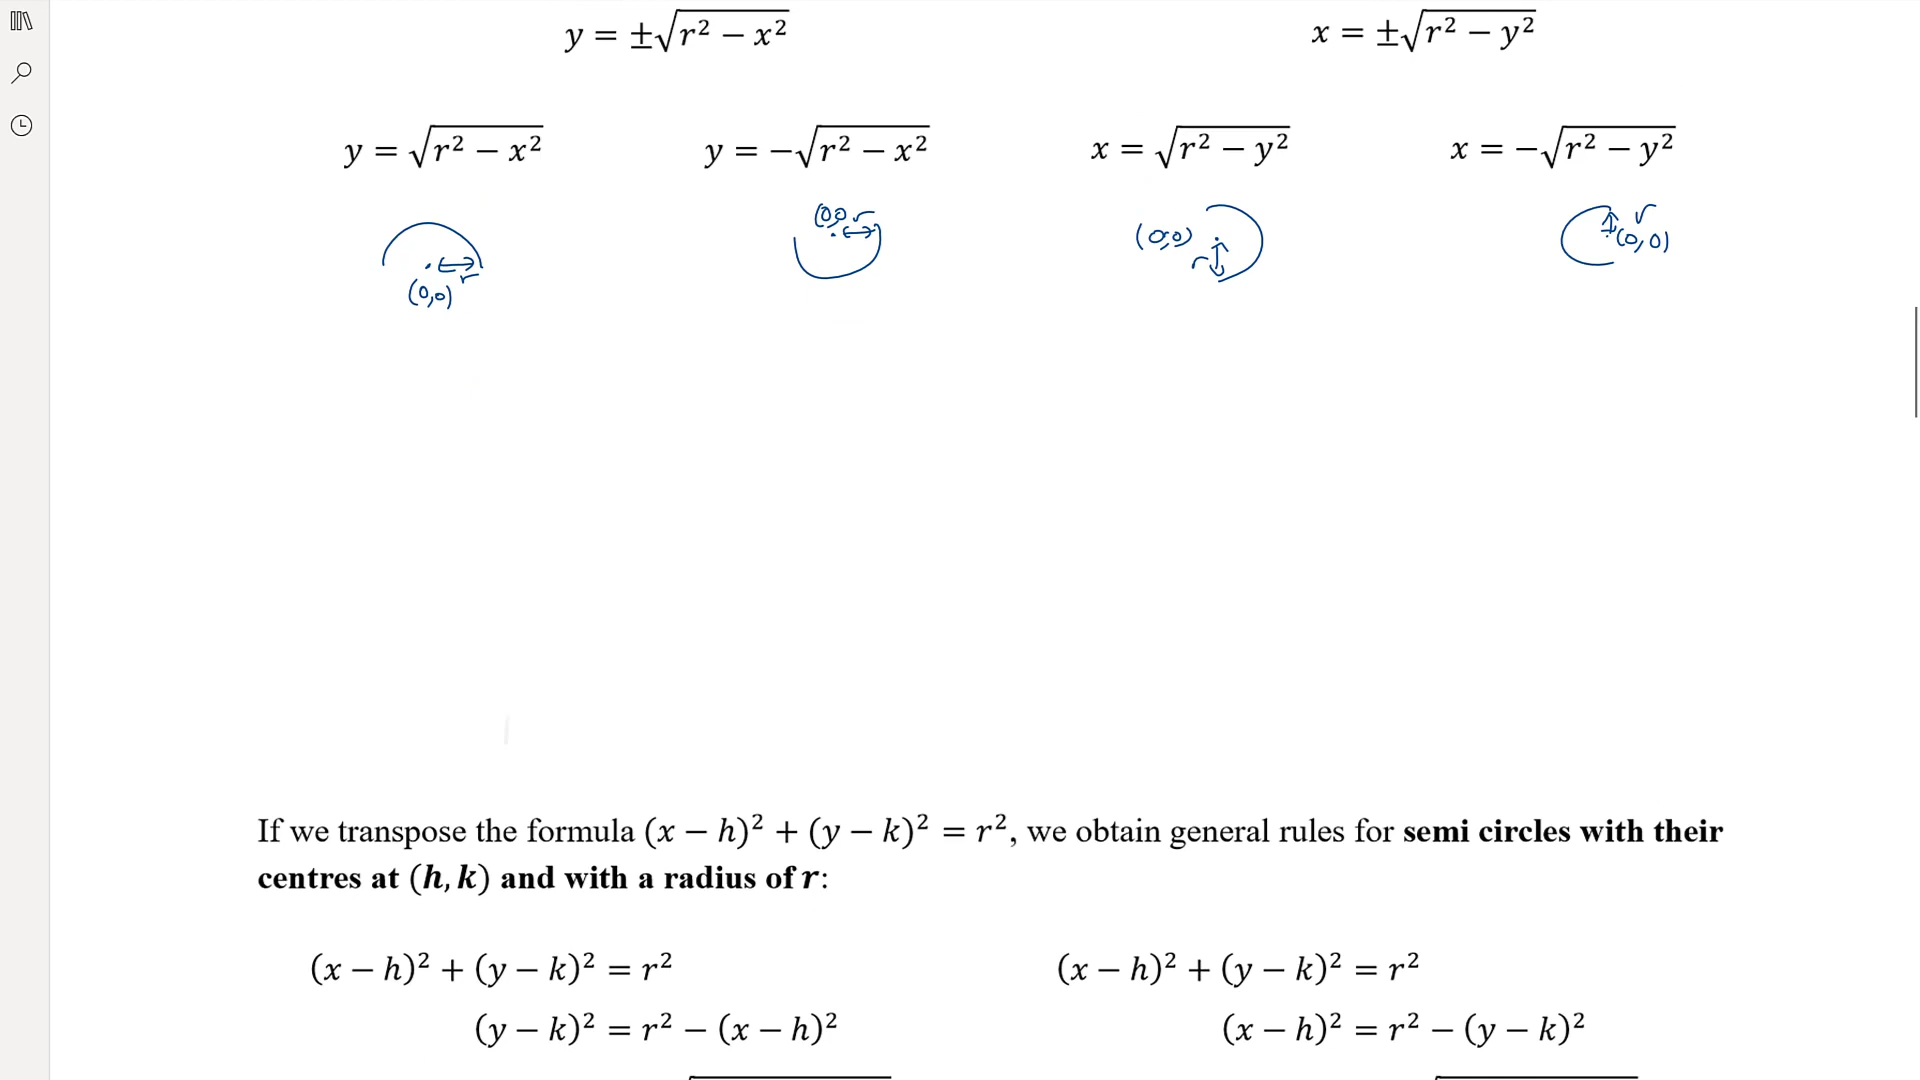 y = ±√(r² − x²) x = ±√(r² − y²)
y = √(r² − x²) y = −√(r² − x²) x = √(r² − y²) x = −√(r² − y²)
(0,0) r
(0,0) r
(0,0) r
r (0,0)
If we transpose the formula (x − h)² + (y − k)² = r², we obtain general rules for semi circles with their
centres at (h, k) and with a radius of r:
(x − h)² + (y − k)² = r² (x − h)² + (y − k)² = r²
(y − k)² = r² − (x − h)² (x − h)² = r² − (y − k)²